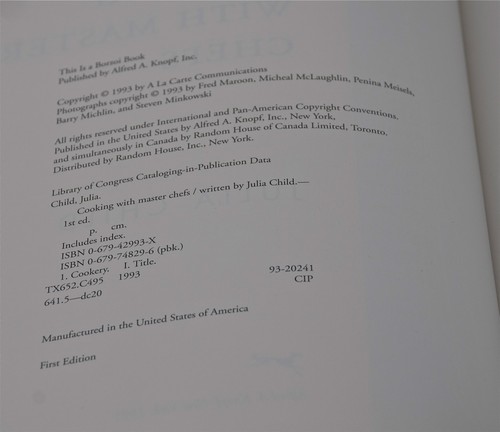 This Is a Borzoi Book
Published by Alfred A. Knopf, Inc.
Copyright © 1993 by A La Carte Communications
Photographs copyright © 1993 by Fred Maroon, Micheal McLaughlin, Penina Meisels,
Barry Michlin, and Steven Minkowski
All rights reserved under International and Pan-American Copyright Conventions.
Published in the United States by Alfred A. Knopf, Inc., New York,
and simultaneously in Canada by Random House of Canada Limited, Toronto.
Distributed by Random House, Inc., New York.
Library of Congress Cataloging-in-Publication Data
Child, Julia.
Cooking with master chefs / written by Julia Child.—
1st ed.
p. cm.
Includes index.
ISBN 0-679-42993-X
ISBN 0-679-74829-6 (pbk.)
1. Cookery. I. Title.
TX652.C495 1993 93-20241
641.5—dc20 CIP
Manufactured in the United States of America
First Edition